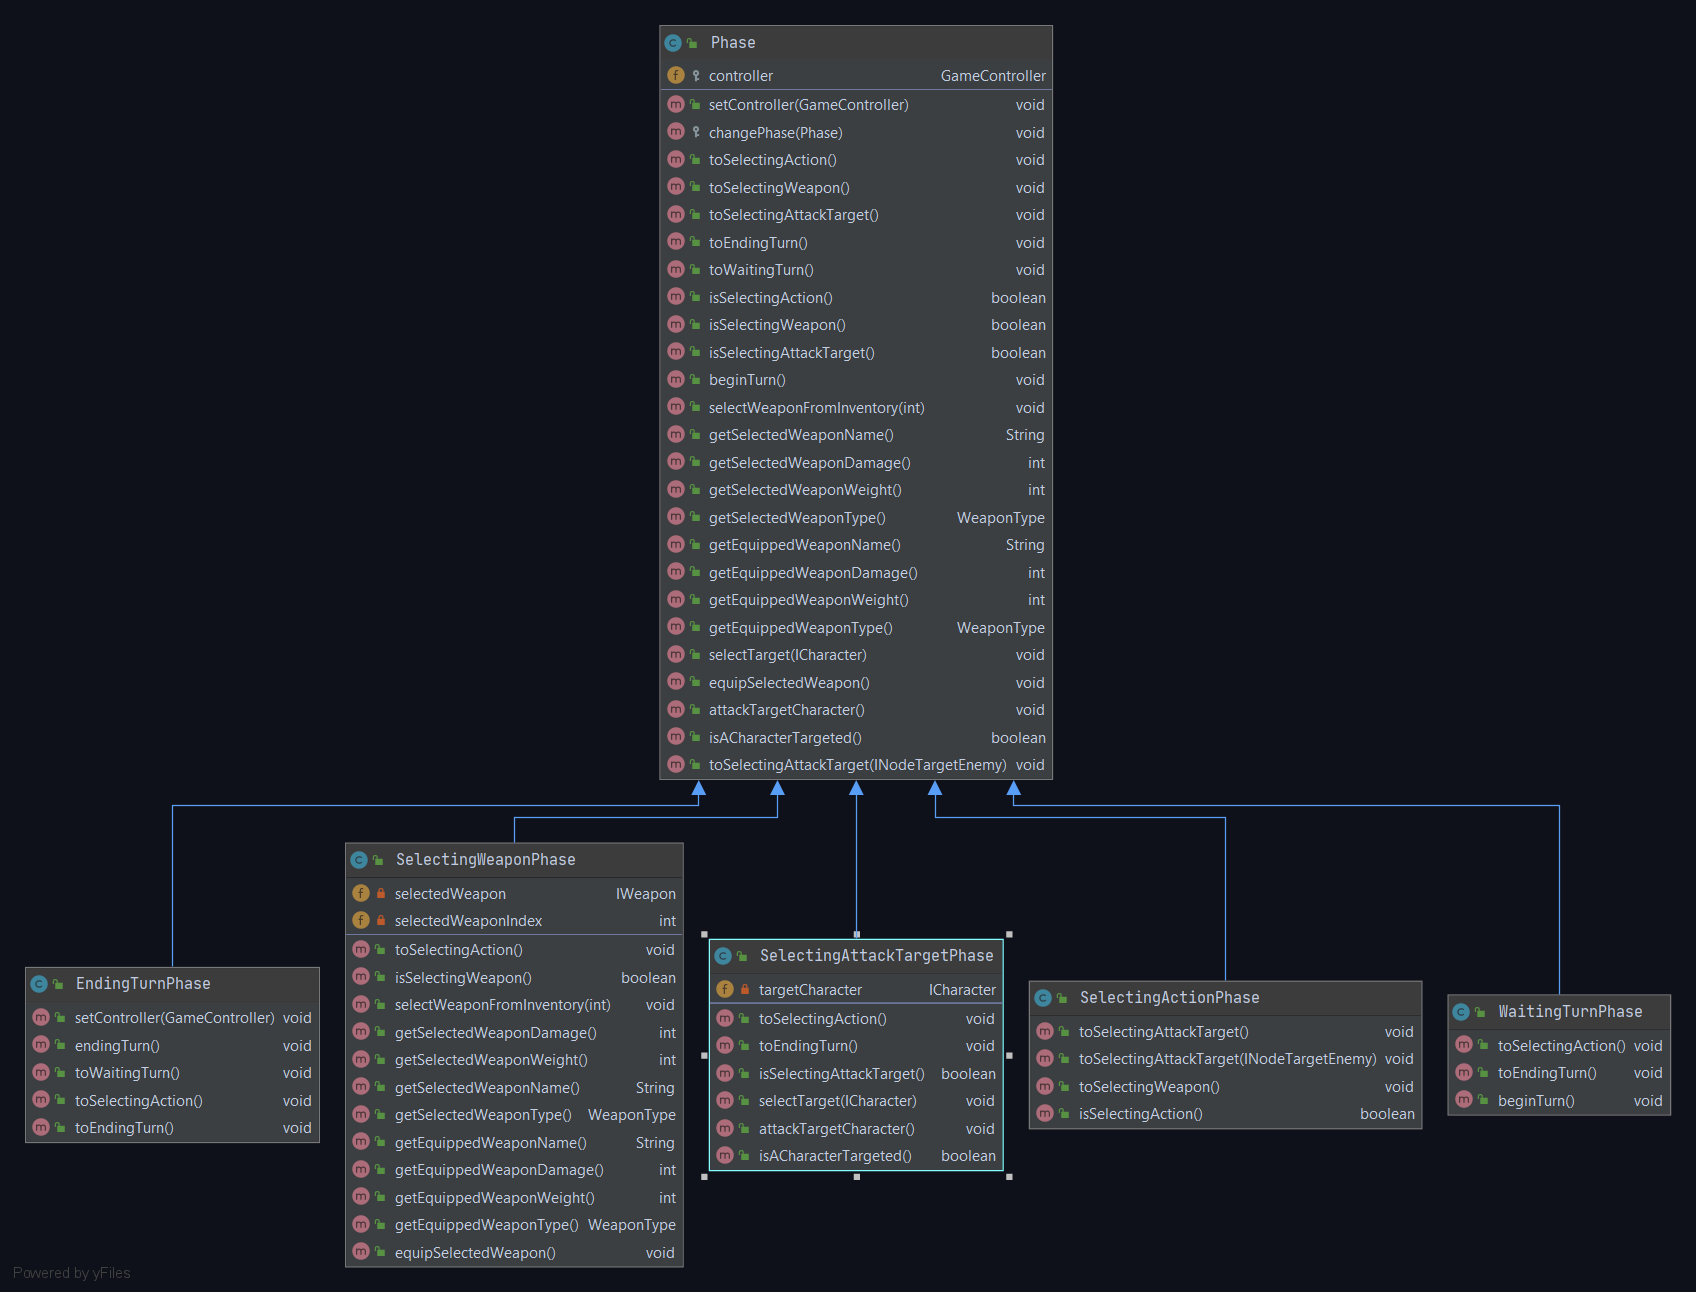 Phase
controller GameController
setController(GameController) void
changePhase(Phase) void
toSelectingAction() void
toSelectingWeapon() void
toSelectingAttackTarget() void
toEndingTurn() void
toWaitingTurn() void
isSelectingAction() boolean
isSelectingWeapon() boolean
isSelectingAttackTarget() boolean
beginTurn() void
selectWeaponFromInventory(int) void
getSelectedWeaponName() String
getSelectedWeaponDamage() int
getSelectedWeaponWeight() int
getSelectedWeaponType() WeaponType
getEquippedWeaponName() String
getEquippedWeaponDamage() int
getEquippedWeaponWeight() int
getEquippedWeaponType() WeaponType
selectTarget(ICharacter) void
equipSelectedWeapon() void
attackTargetCharacter() void
isACharacterTargeted() boolean
toSelectingAttackTarget(INodeTargetEnemy) void
EndingTurnPhase
setController(GameController) void
endingTurn() void
toWaitingTurn() void
toSelectingAction() void
toEndingTurn() void
SelectingWeaponPhase
selectedWeapon IWeapon
selectedWeaponIndex int
toSelectingAction() void
isSelectingWeapon() boolean
selectWeaponFromInventory(int) void
getSelectedWeaponDamage() int
getSelectedWeaponWeight() int
getSelectedWeaponName() String
getSelectedWeaponType() WeaponType
getEquippedWeaponName() String
getEquippedWeaponDamage() int
getEquippedWeaponWeight() int
getEquippedWeaponType() WeaponType
equipSelectedWeapon() void
SelectingAttackTargetPhase
targetCharacter ICharacter
toSelectingAction() void
toEndingTurn() void
isSelectingAttackTarget() boolean
selectTarget(ICharacter) void
attackTargetCharacter() void
isACharacterTargeted() boolean
SelectingActionPhase
toSelectingAttackTarget() void
toSelectingAttackTarget(INodeTargetEnemy) void
toSelectingWeapon() void
isSelectingAction() boolean
WaitingTurnPhase
toSelectingAction() void
toEndingTurn() void
beginTurn() void
Powered by yFiles